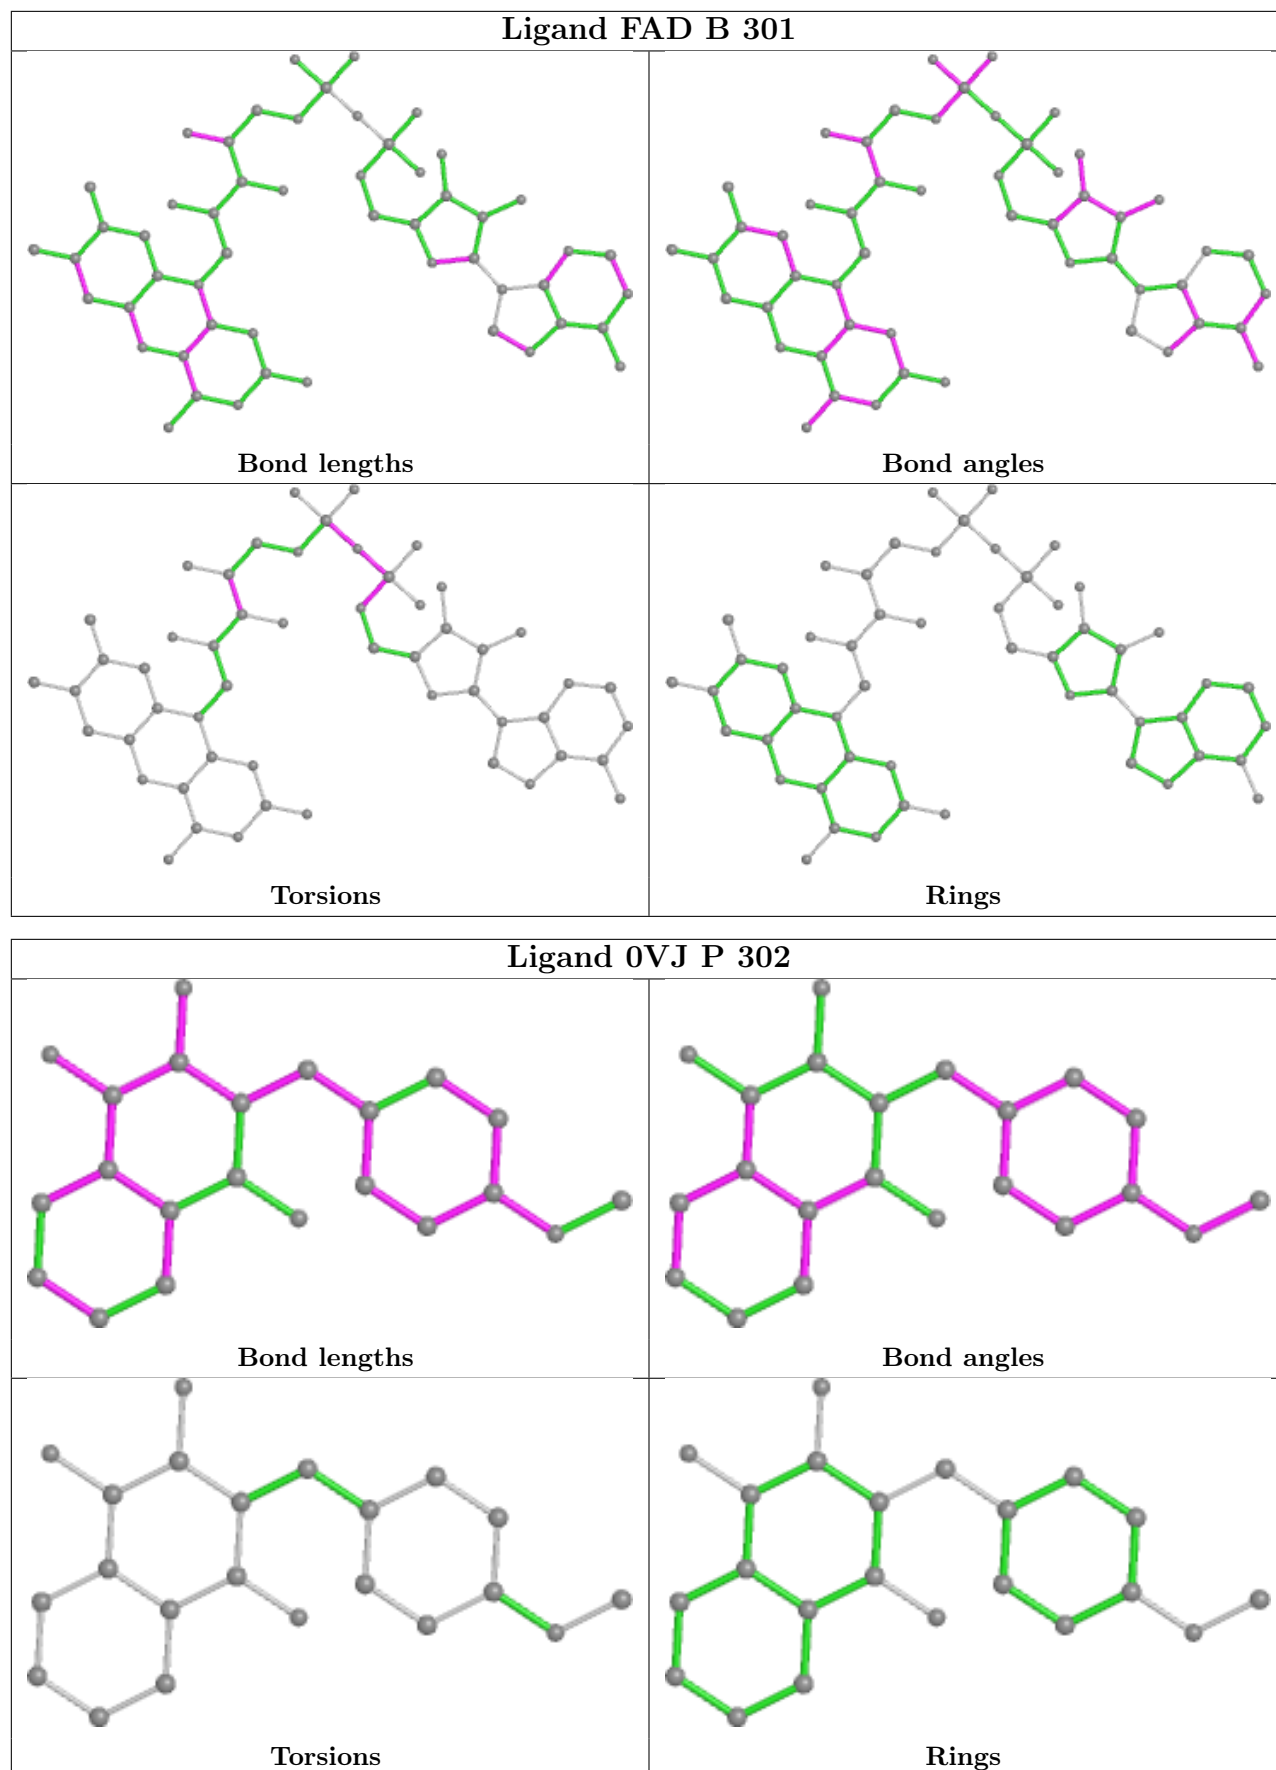 Ligand FAD B 301
Bond lengths
Bond angles
Torsions
Rings
Ligand 0VJ P 302
Bond lengths
Bond angles
Torsions
Rings